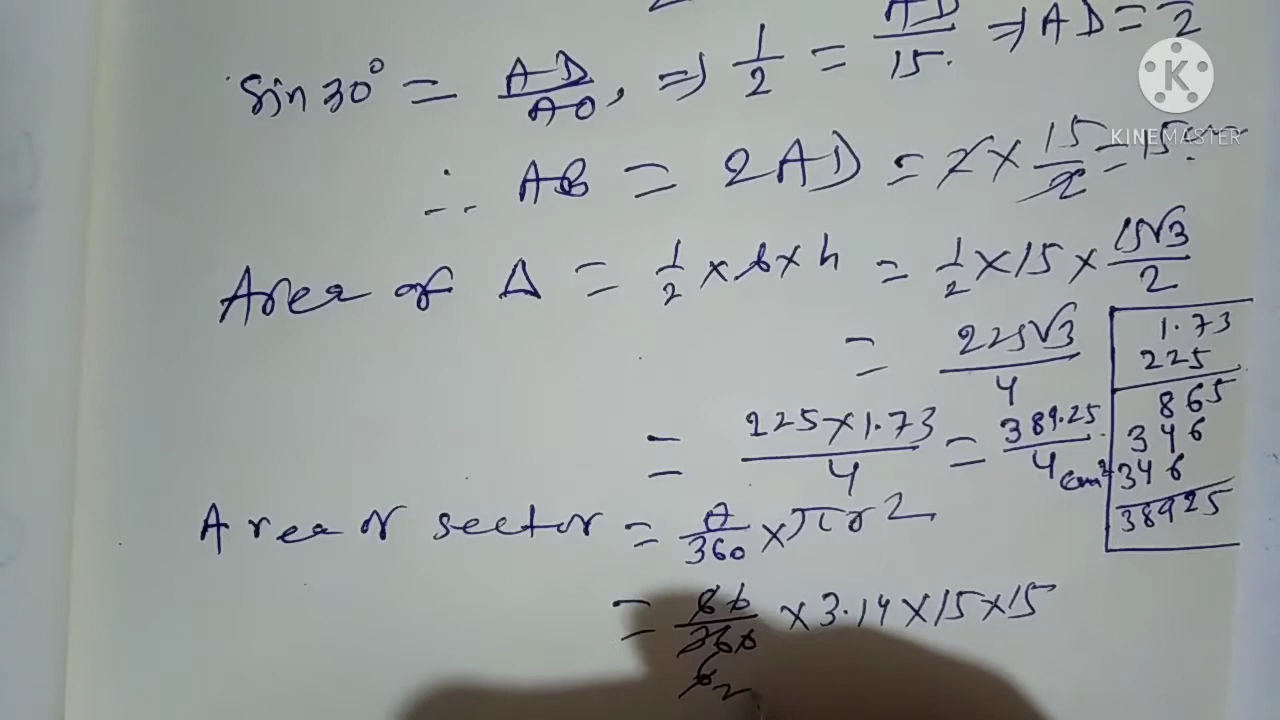 Sin 30° = AD/AO, ⇒ 1/2 = AD/15 ⇒ AD = /2
K
KINEMASTER
∴ AB = 2AD = 2 × 15/2 = 15
Area of Δ = 1/2 × b × h = 1/2 × 15 × 15√3/2
= 225√3/4
= 225 × 1.73/4 = 389.25/4 cm²
1.73
225
865
346
346
38925
Area of sector = θ/360 × πr2
= 60/360 × 3.14 × 15 × 15
6 2